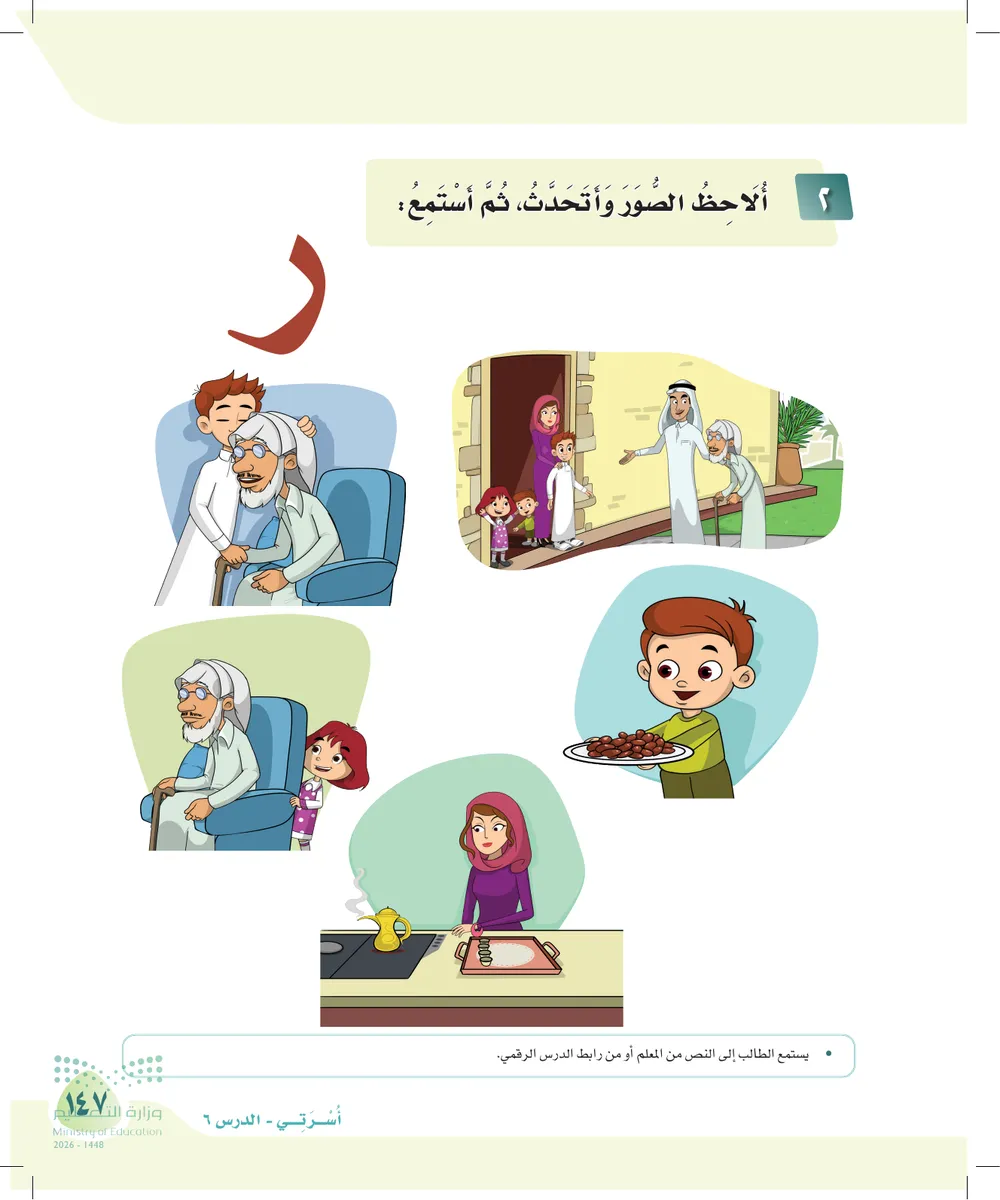 ٢
أُلَاحِظُ الصُّوَرَ وَأَتَحَدَّثُ، ثُمَّ أَسْتَمِعُ:
ر
• يستمع الطالب إلى النص من المعلم أو من رابط الدرس الرقمي.
أُسْـرَتِـــي - الدرس ٦
١٤٧
وزارة التعليم
Ministry of Education
2026 - 1448